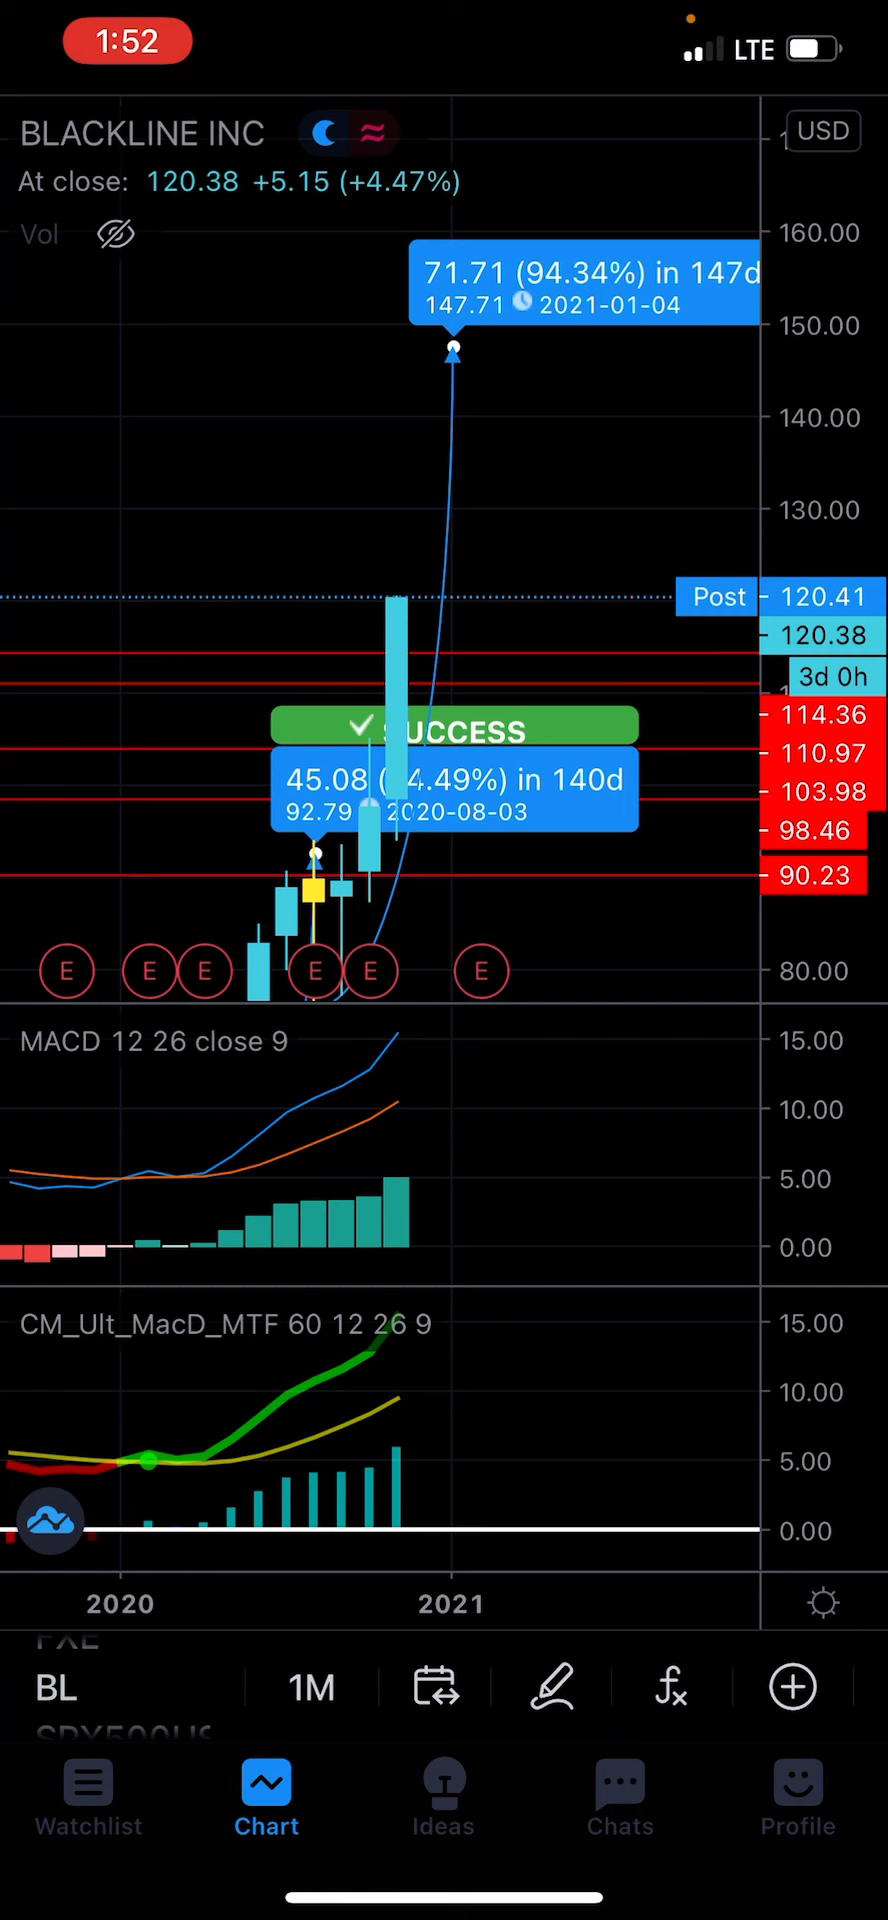 1:52
LTE
BLACKLINE INC
USD
At close: 120.38 +5.15 (+4.47%)
Vol
160.00
71.71 (94.34%) in 147d
147.71 2021-01-04
150.00
140.00
130.00
Post 120.41
120.38
3d 0h
114.36
110.97
103.98
98.46
90.23
80.00
SUCCESS
45.08 (4.49%) in 140d
92.79 2020-08-03
E E E E E E
MACD 12 26 close 9
15.00
10.00
5.00
0.00
CM_Ult_MacD_MTF 60 12 26 9
15.00
10.00
5.00
0.00
2020 2021
FXE
BL 1M fx
Watchlist Chart Ideas Chats Profile